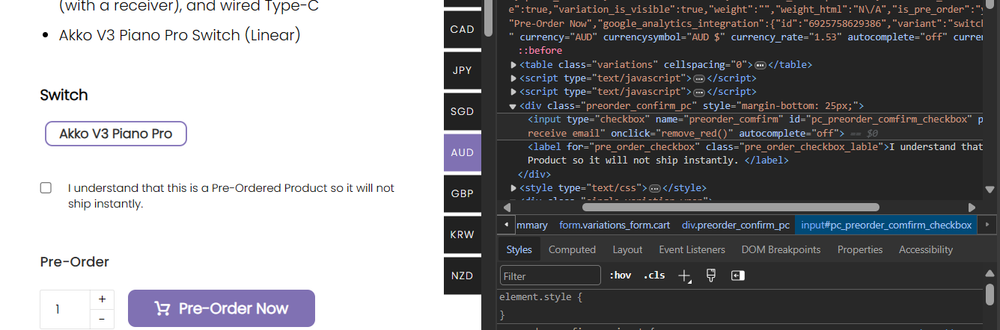 (with a receiver), and wired Type-C
Akko V3 Piano Pro Switch (Linear)
Switch
Akko V3 Piano Pro
I understand that this is a Pre-Ordered Product so it will not
ship instantly.
Pre-Order
1
+
-
Pre-Order Now
CAD
JPY
SGD
AUD
GBP
KRW
NZD
e":true,"variation_is_visible":true,"weight":"","weight_html":"N\/A","is_pre_order":"y
"Pre-Order Now","google_analytics_integration":{"id":"6925758629386","variant":"switch
" currency="AUD" currencysymbol="AUD $" currency_rate="1.53" autocomplete="off" curren
::before
<table class="variations" cellspacing="0"> … </table>
<script type="text/javascript"> … </script>
<script type="text/javascript"> … </script>
<div class="preorder_confirm_pc" style="margin-bottom: 25px;">
<input type="checkbox" name="preorder_comfirm" id="pc_preorder_comfirm_checkbox" p
receive email" onclick="remove_red()" autocomplete="off"> == $0
<label for="pre_order_checkbox" class="pre_order_checkbox_lable">I understand that
Product so it will not ship instantly. </label>
</div>
<style type="text/css"> … </style>
<div class="single_variation_wrap">
mmary form.variations_form.cart div.preorder_confirm_pc input#pc_preorder_comfirm_checkbox
Styles Computed Layout Event Listeners DOM Breakpoints Properties Accessibility
Filter :hov .cls
element.style {
}